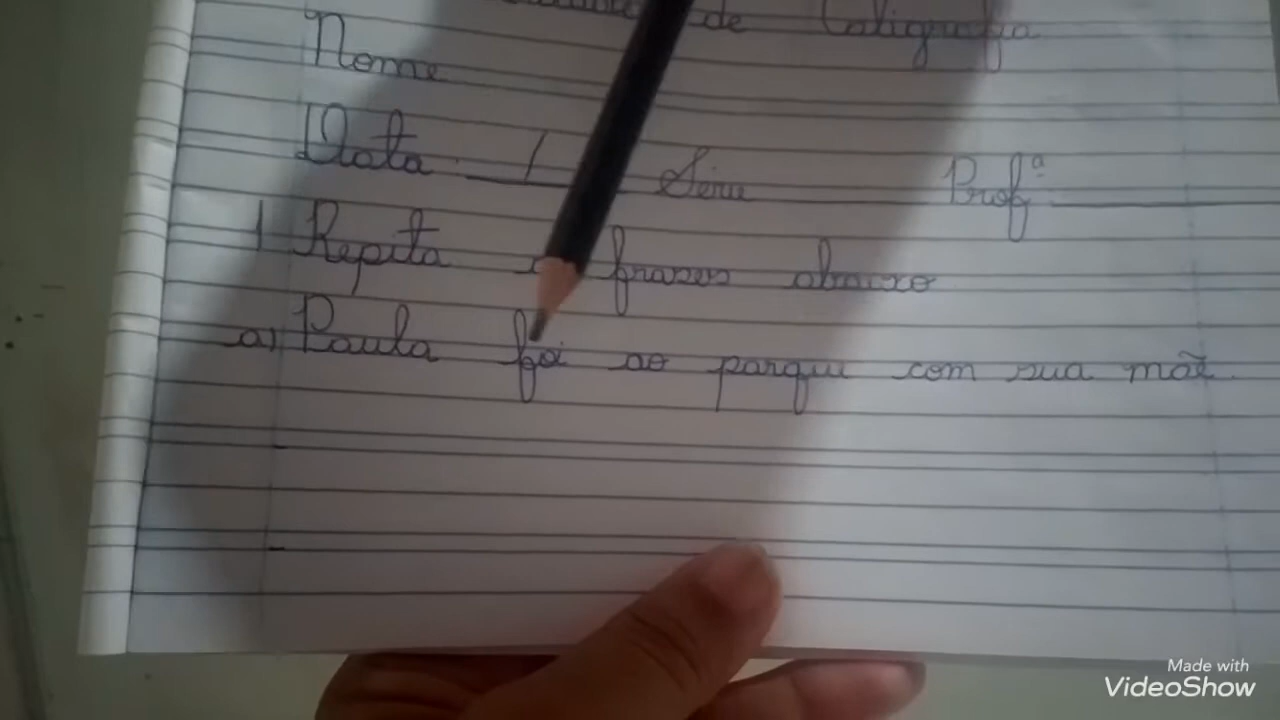 de Caligrafia
Nome
Data / Série Profª
1 Repita frases abaixo
a) Paula foi ao parque com sua mãe.
Made with
VideoShow